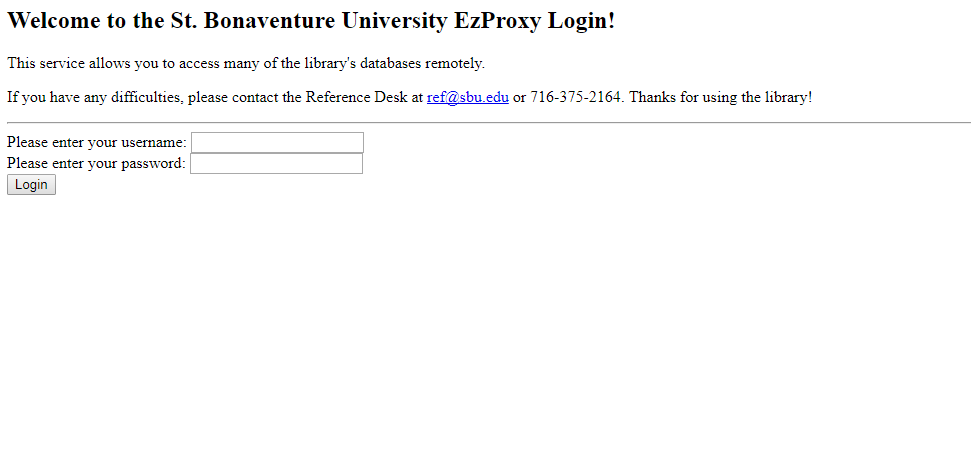 Welcome to the St. Bonaventure University EzProxy Login!
This service allows you to access many of the library's databases remotely.
If you have any difficulties, please contact the Reference Desk at ref@sbu.edu or 716-375-2164. Thanks for using the library!
Please enter your username:
Please enter your password:
Login